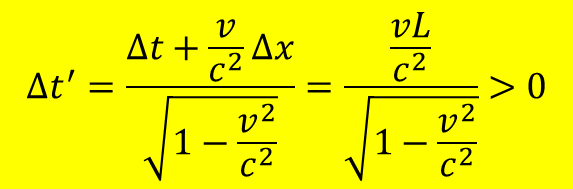 Δt′ = (Δt + (v/c²) Δx) / √(1 − v²/c²) = (vL/c²) / √(1 − v²/c²) > 0